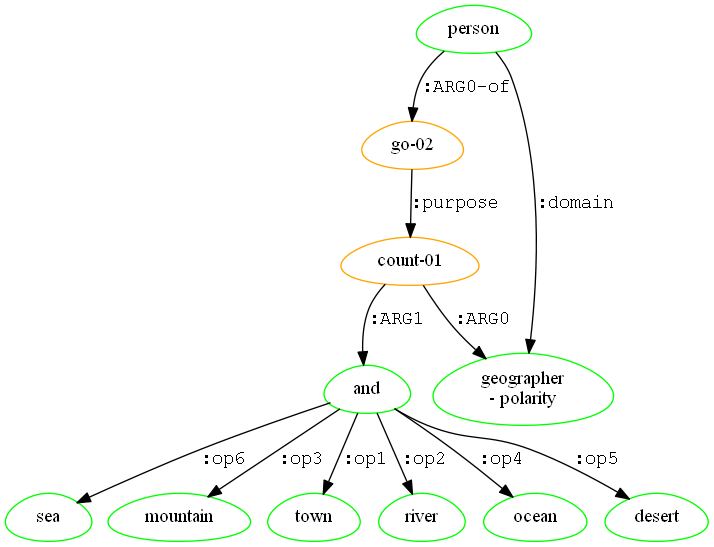 person
:ARG0-of
go-02
:purpose
:domain
count-01
:ARG1
:ARG0
and
geographer
- polarity
:op6
:op3
:op1
:op2
:op4
:op5
sea
mountain
town
river
ocean
desert